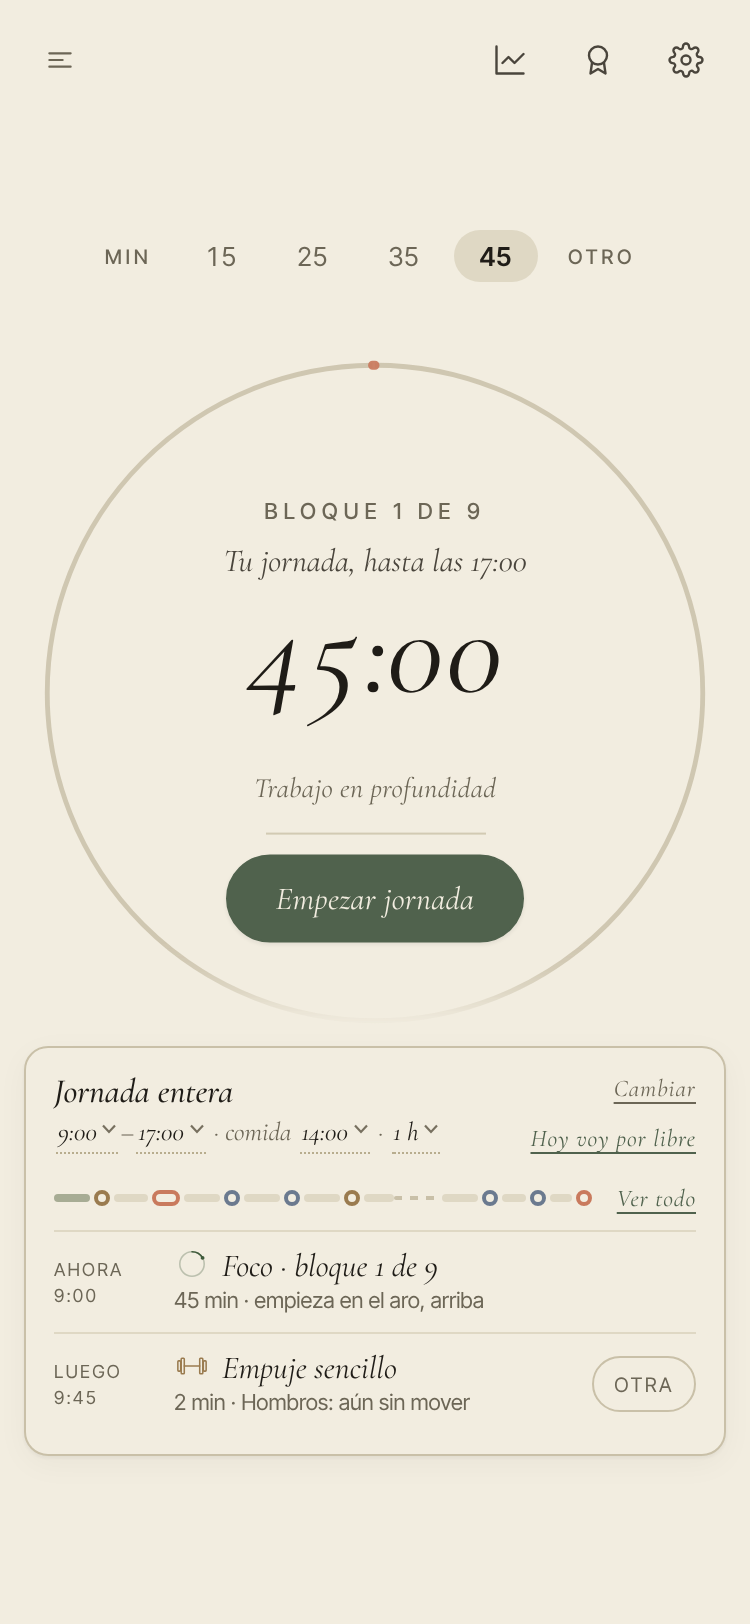 MIN 15 25 35 45 OTRO
BLOQUE 1 DE 9
Tu jornada, hasta las 17:00
45:00
Trabajo en profundidad
Empezar jornada
Jornada entera
Cambiar
9:00 – 17:00 · comida 14:00 · 1 h
Hoy voy por libre
Ver todo
AHORA
9:00
Foco · bloque 1 de 9
45 min · empieza en el aro, arriba
LUEGO
9:45
Empuje sencillo
2 min · Hombros: aún sin mover
OTRA